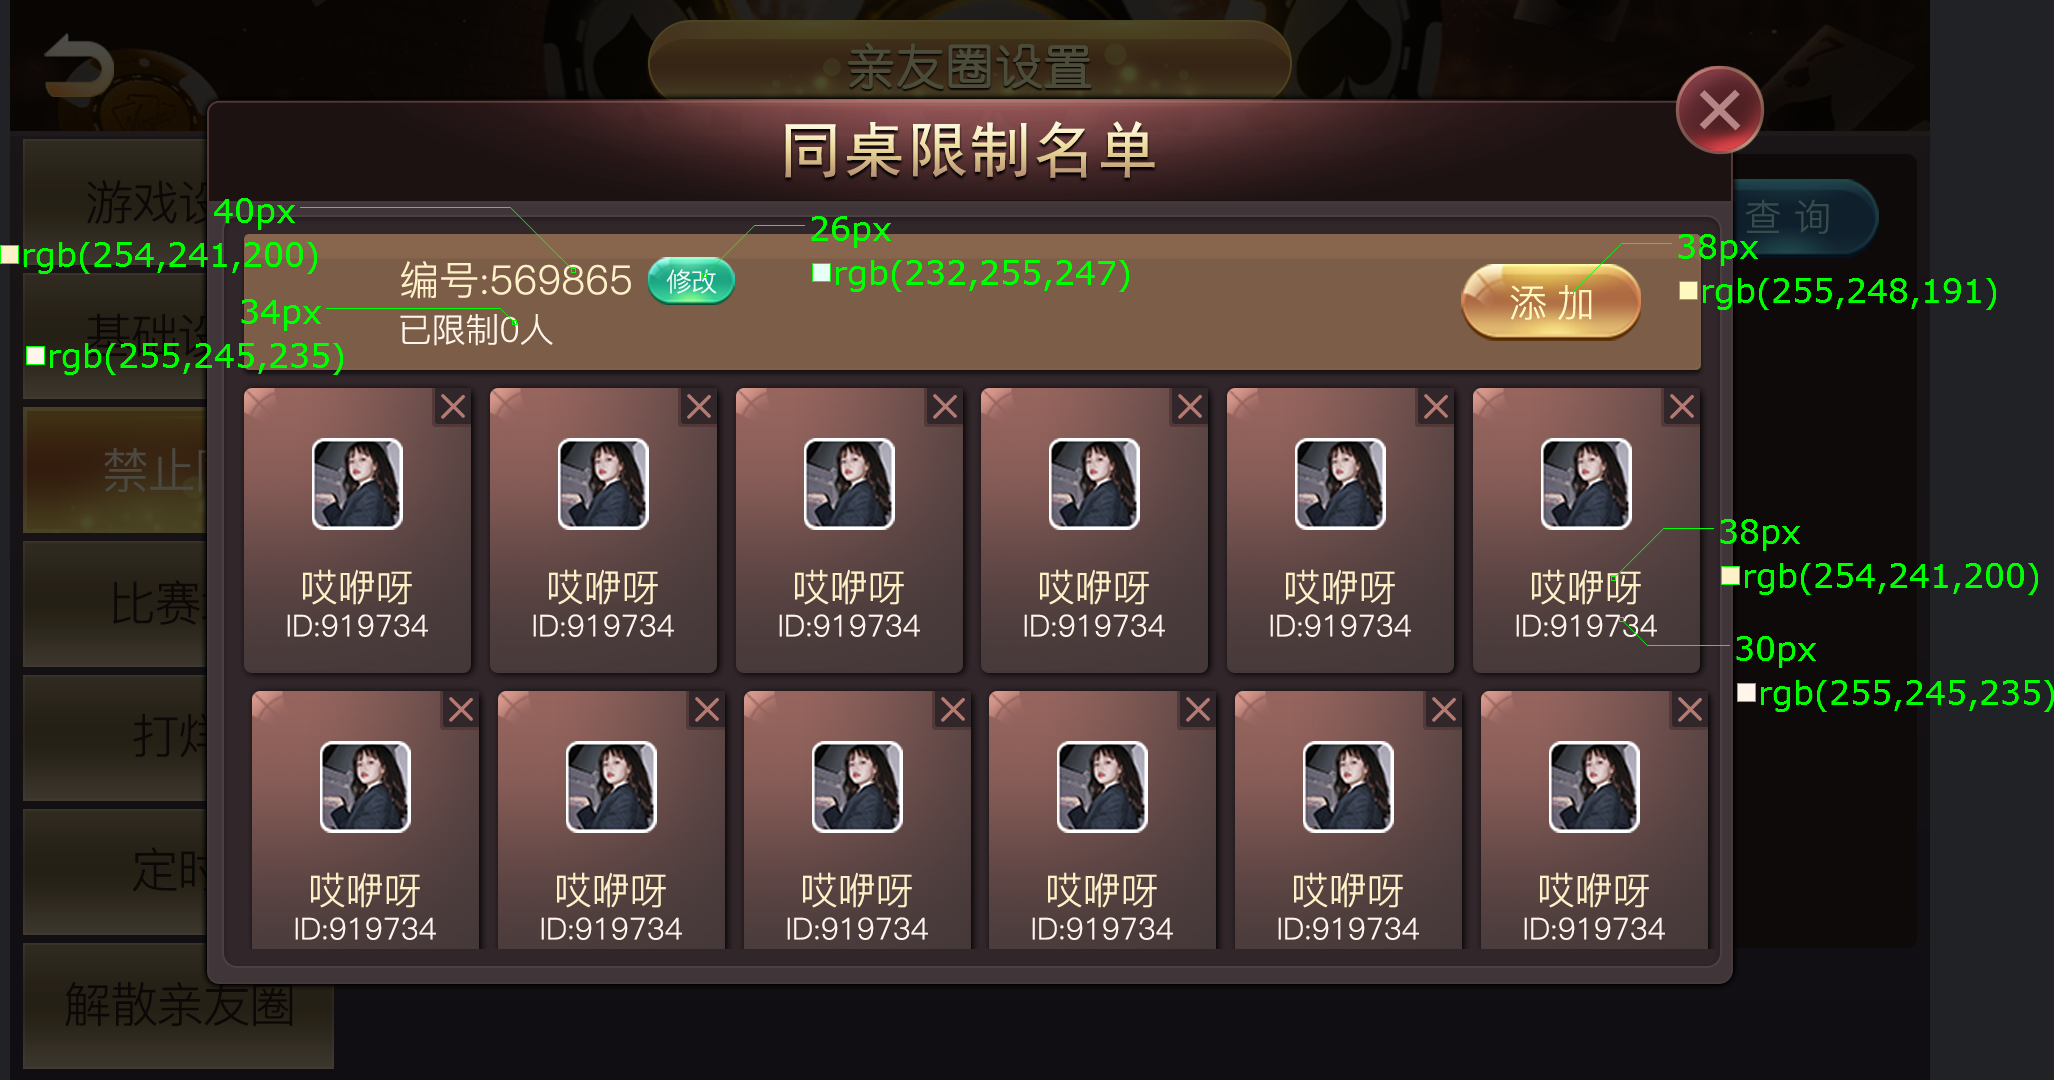 亲友圈设置
同桌限制名单
游戏设
查 询
40px
rgb(254,241,200)
26px
rgb(232,255,247)
38px
rgb(255,248,191)
编号:569865
修改
添 加
34px
rgb(255,245,235)
已限制0人
基础设
禁止
比赛
打烊
定时
解散亲友圈
哎咿呀 哎咿呀 哎咿呀 哎咿呀 哎咿呀 哎咿呀
ID:919734 ID:919734 ID:919734 ID:919734 ID:919734 ID:919734
38px
rgb(254,241,200)
30px
rgb(255,245,235)
哎咿呀 哎咿呀 哎咿呀 哎咿呀 哎咿呀 哎咿呀
ID:919734 ID:919734 ID:919734 ID:919734 ID:919734 ID:919734